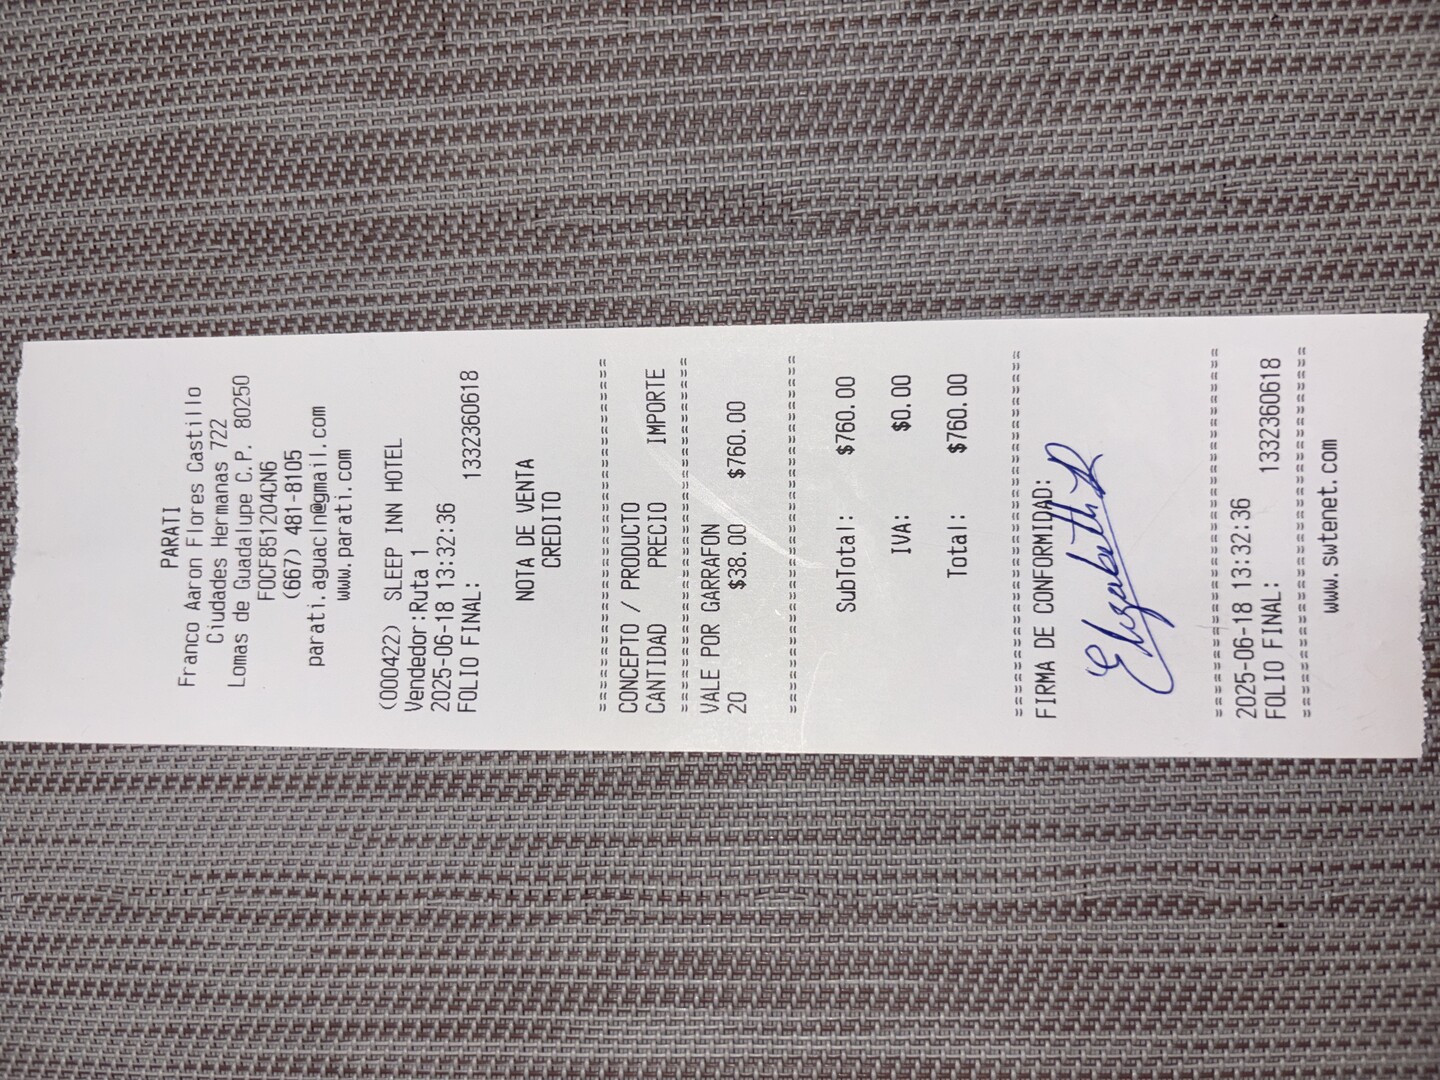 PARATI
Franco Aaron Flores Castillo
Ciudades Hermanas 722
Lomas de Guadalupe C.P. 80250
FOCF851204CN6
(667) 481-8105
parati.aguacln@gmail.com
www.parati.com
(000422) SLEEP INN HOTEL
Vendedor:Ruta 1
2025-06-18 13:32:36
FOLIO FINAL: 1332360618
NOTA DE VENTA
CREDITO
==============================
CONCEPTO / PRODUCTO
CANTIDAD PRECIO IMPORTE
==============================
VALE POR GARRAFON
20 $38.00 $760.00
==============================
SubTotal: $760.00
IVA: $0.00
Total: $760.00
==============================
FIRMA DE CONFORMIDAD:
Elizabeth R
==============================
2025-06-18 13:32:36
FOLIO FINAL: 1332360618
==============================
www.swtenet.com